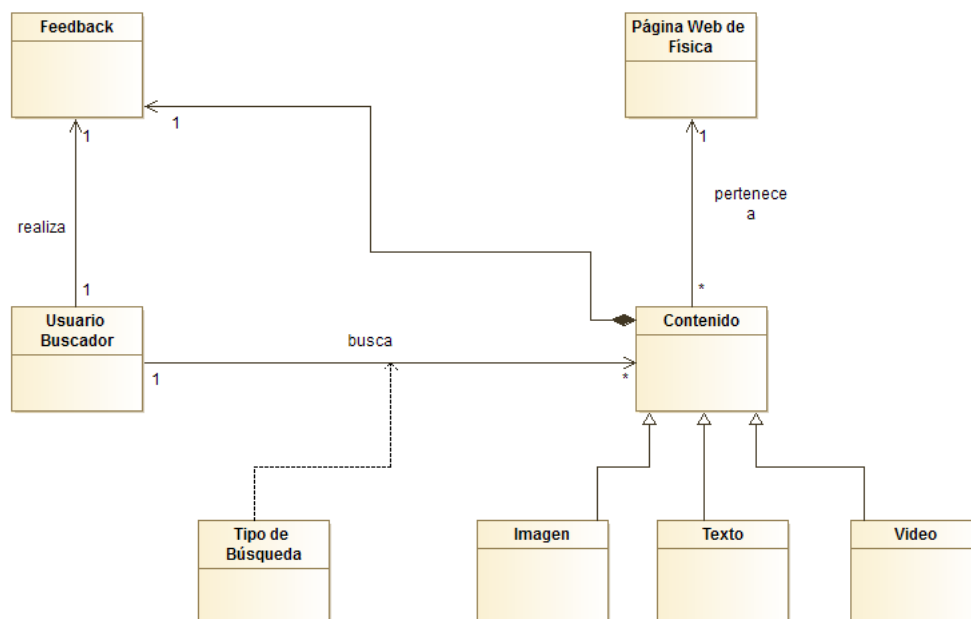 Feedback
Página Web de
Física
1
1
1
pertenece
a
realiza
1
*
Usuario
Buscador
busca
Contenido
1
*
Tipo de
Búsqueda
Imagen
Texto
Video